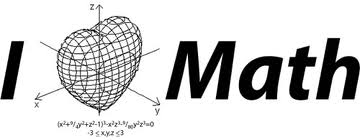 z
I Math
x y
(x²+⁹/₄y²+z²-1)³-x²z³-⁹/₈₀y²z³=0
-3 ≤ x,y,z ≤3